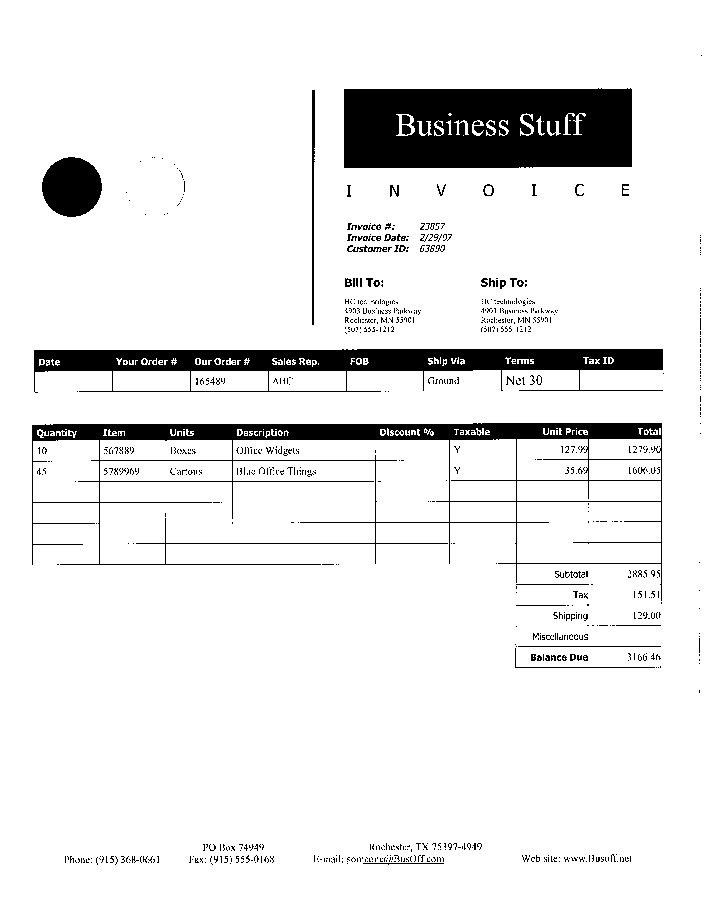 Business Stuff
I N V O I C E
Invoice #: 23857
Invoice Date: 2/29/07
Customer ID: 63890
Bill To: Ship To:
HC technologies HC technologies
4903 Business Parkway 4901 Business Parkway
Rochester, MN 55901 Rochester, MN 55901
(507) 555-1212 (507) 555-1212
Date Your Order # Our Order # Sales Rep. FOB Ship Via Terms Tax ID
165489 Ground Net 30
Quantity Item Units Description Discount % Taxable Unit Price Total
10 567889 Boxes Office Widgets Y 127.99 1279.90
45 5789969 Cartons Blue Office Things Y 35.69 1606.05
Subtotal 2885.95
Tax 151.51
Shipping 129.00
Miscellaneous
Balance Due 3166.46
PO Box 74949 Rochester, TX 75397-4949
Phone: (915) 368-0661 Fax: (915) 555-0168 E-mail: someone@BusOff.com Web site: www.Busoff.net